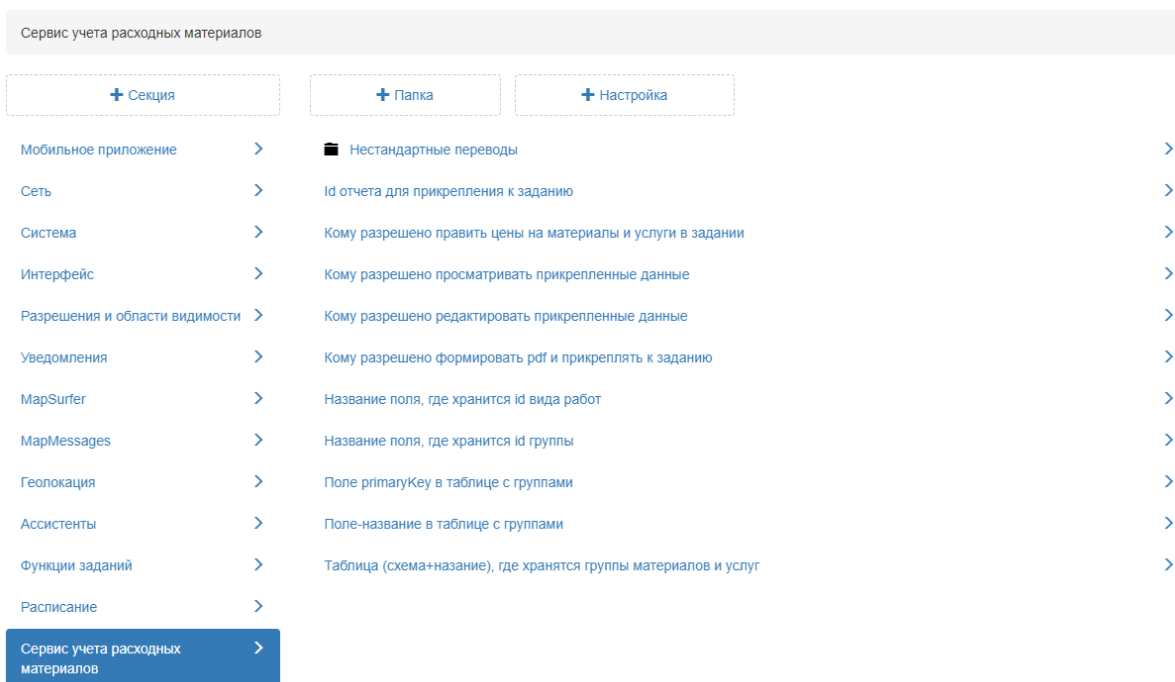 Сервис учета расходных материалов
Секция
Папка
Настройка
Мобильное приложение
Сеть
Система
Интерфейс
Разрешения и области видимости
Уведомления
MapSurfer
MapMessages
Геолокация
Ассистенты
Функции заданий
Расписание
Сервис учета расходных
материалов
Нестандартные переводы
Id отчета для прикрепления к заданию
Кому разрешено править цены на материалы и услуги в задании
Кому разрешено просматривать прикрепленные данные
Кому разрешено редактировать прикрепленные данные
Кому разрешено формировать pdf и прикреплять к заданию
Название поля, где хранится id вида работ
Название поля, где хранится id группы
Поле primaryKey в таблице с группами
Поле-название в таблице с группами
Таблица (схема+назание), где хранятся группы материалов и услуг